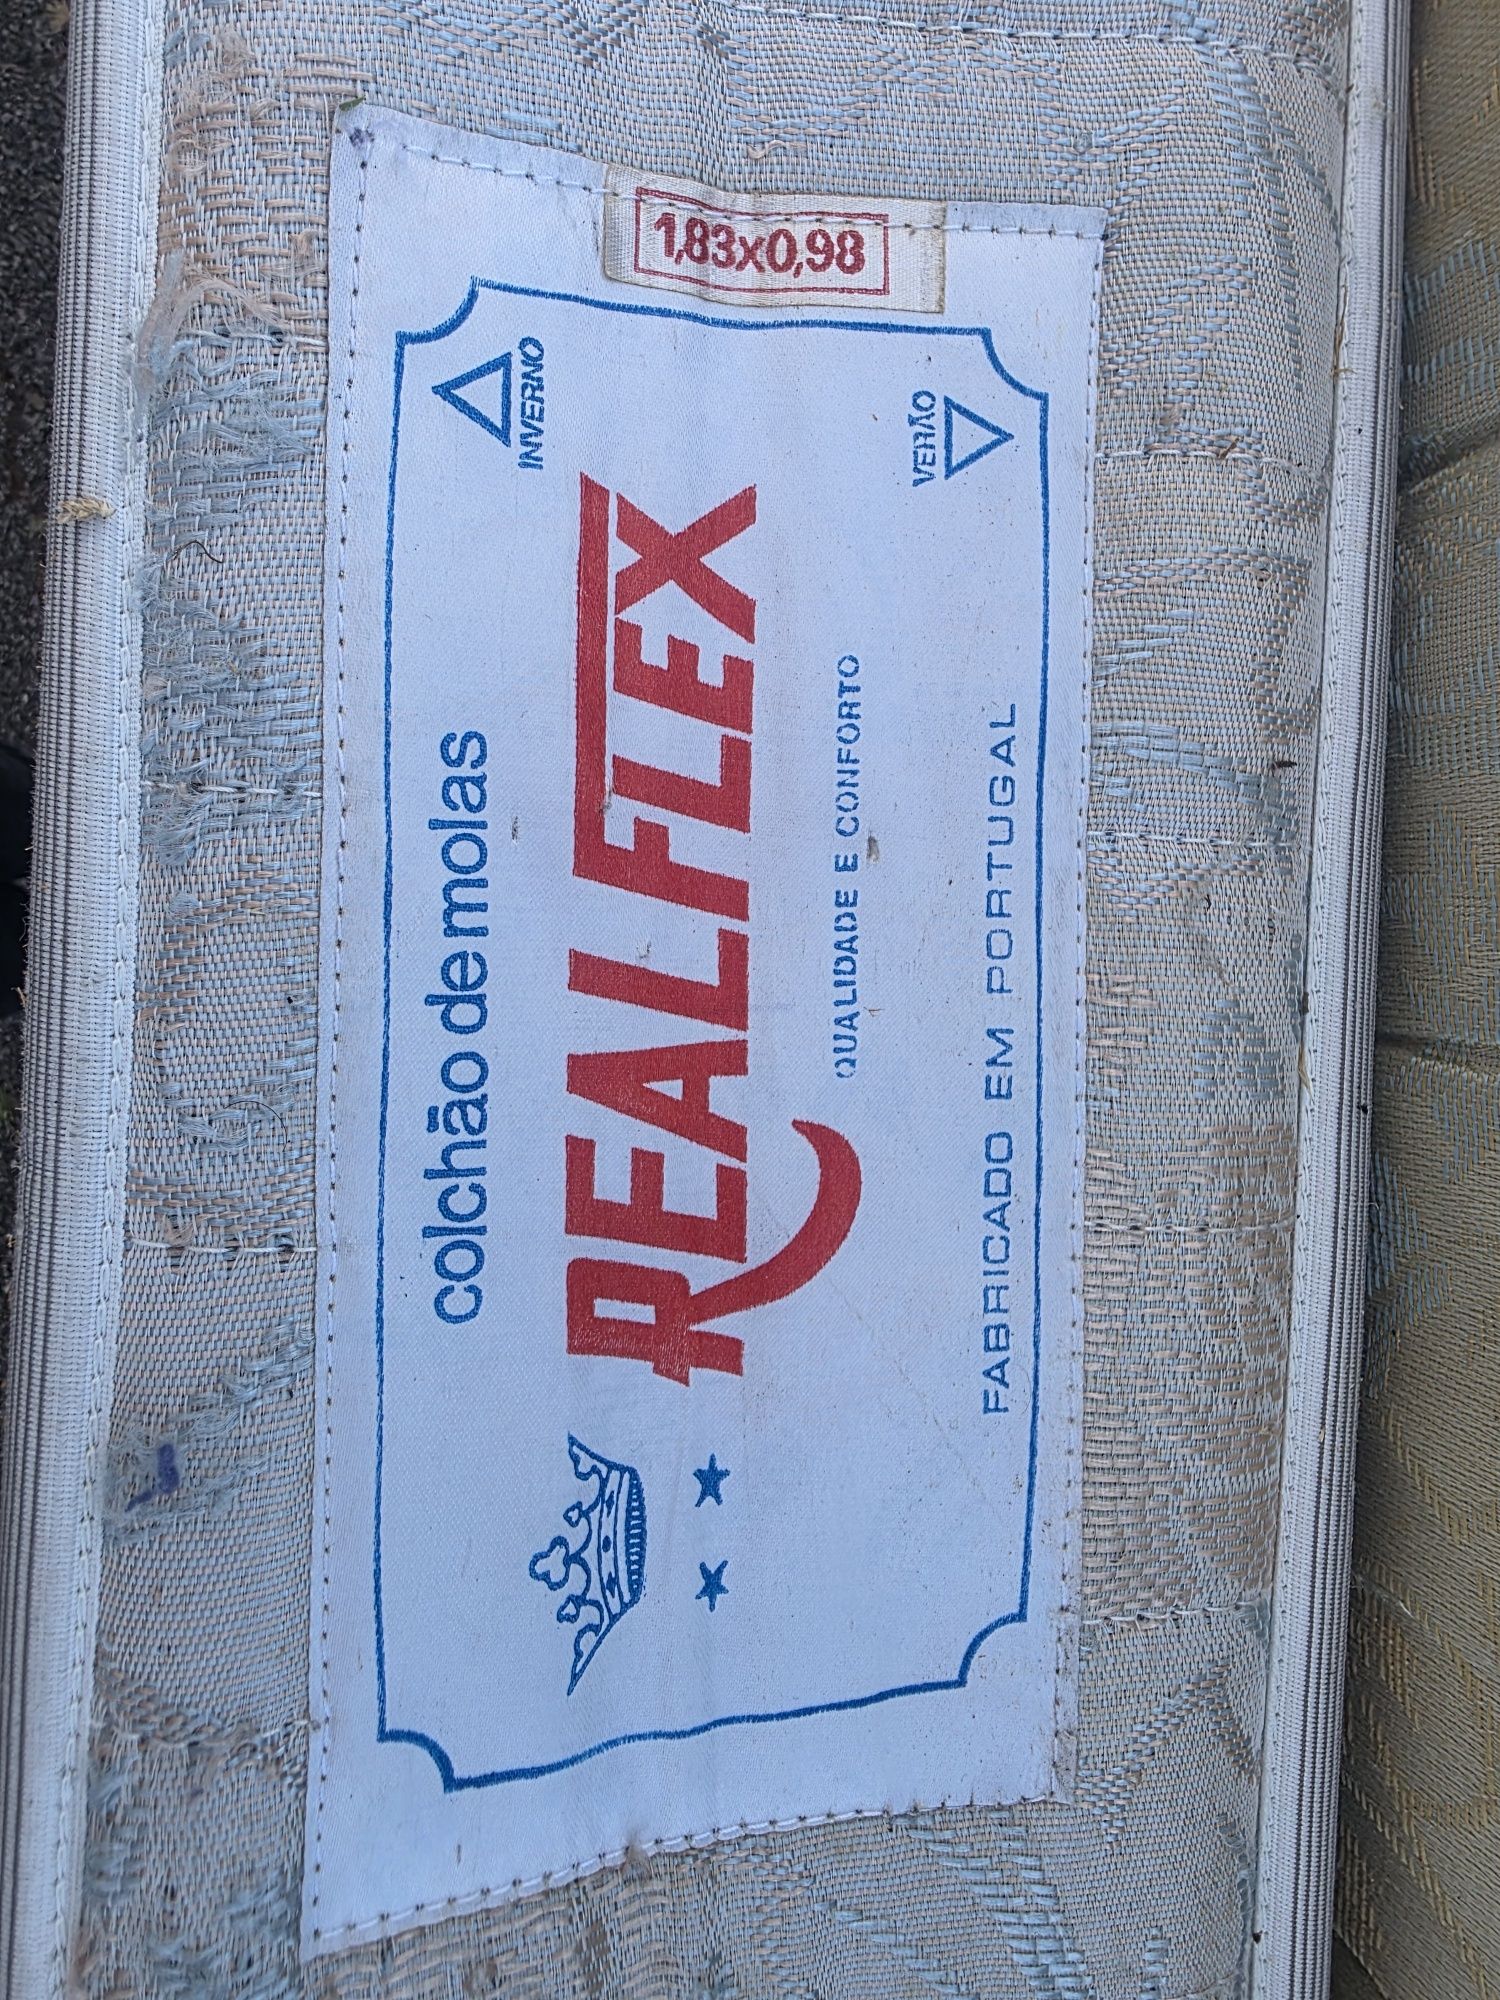 1,83x0,98
colchão de molas
INVERNO
REALFLEX
QUALIDADE E CONFORTO
VERÃO
FABRICADO EM PORTUGAL